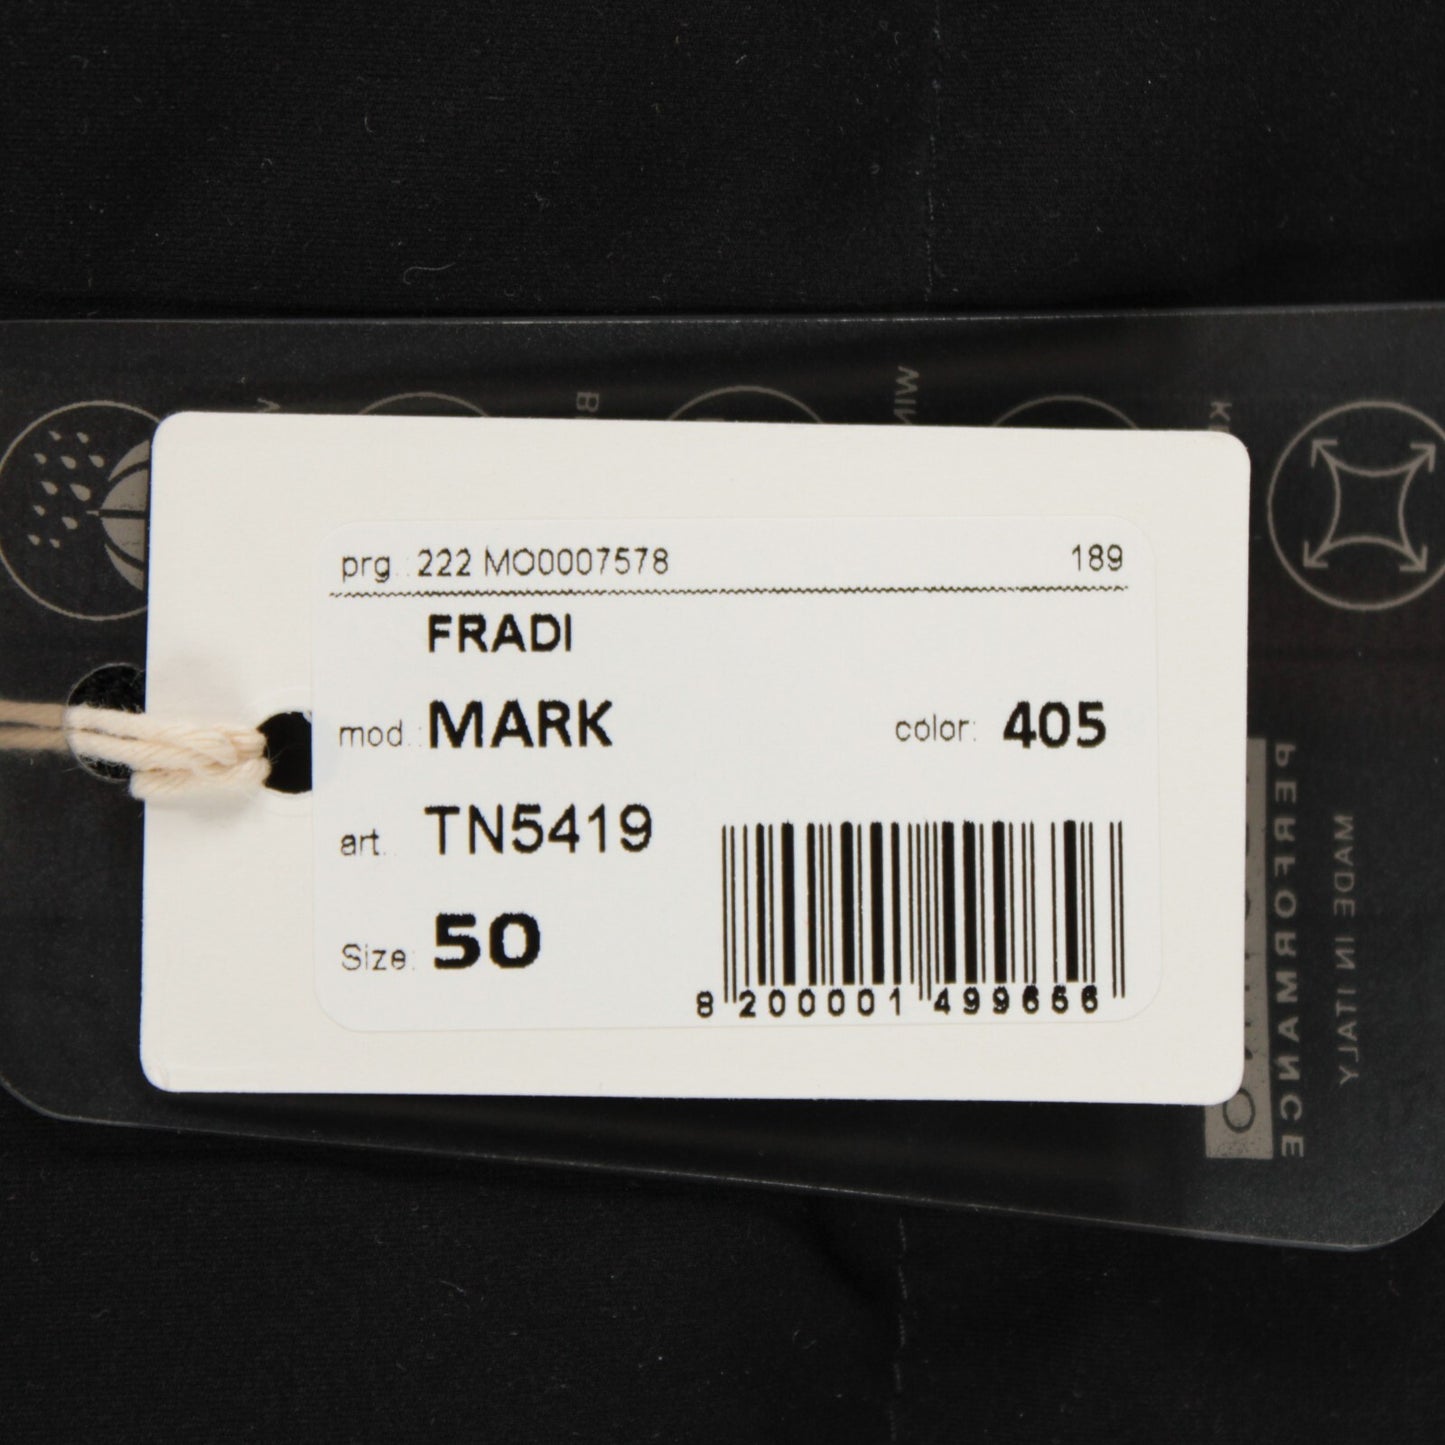 prg.:222 MO0007578 189
FRADI
mod.:MARK color: 405
art.. TN5419
Size: 50
8 200001 499656
PERFORMANCE
MADE IN ITALY